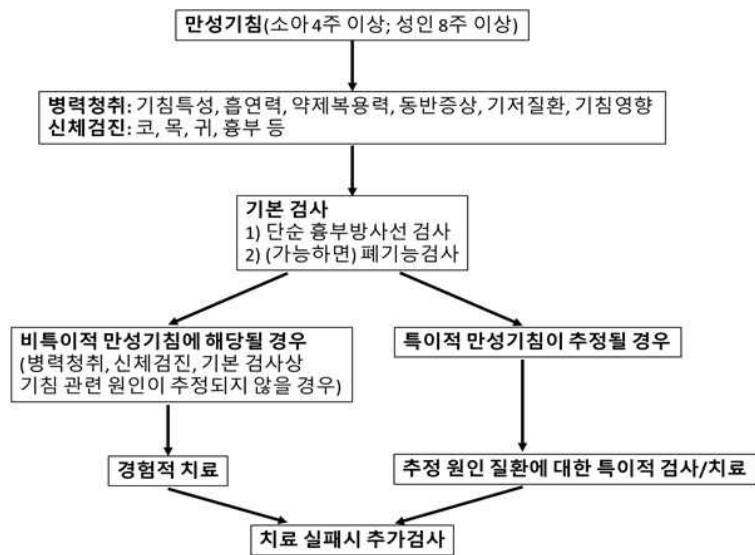 만성기침(소아 4주 이상; 성인 8주 이상)
병력청취: 기침특성, 흡연력, 약제복용력, 동반증상, 기저질환, 기침영향
신체검진: 코, 목, 귀, 흉부 등
기본 검사
1) 단순 흉부방사선 검사
2) (가능하면) 폐기능검사
비특이적 만성기침에 해당될 경우
(병력청취, 신체검진, 기본 검사상
기침 관련 원인이 추정되지 않을 경우)
특이적 만성기침이 추정될 경우
경험적 치료
추정 원인 질환에 대한 특이적 검사/치료
치료 실패시 추가검사